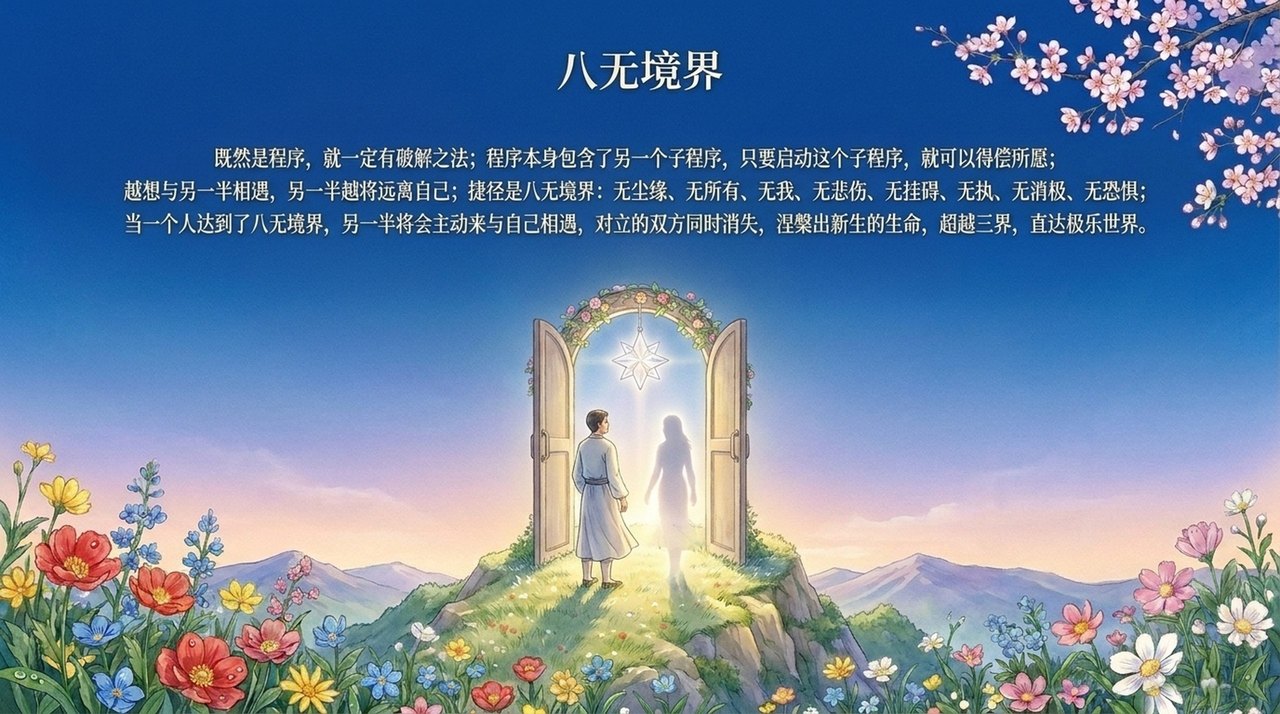 八无境界
既然是程序，就一定有破解之法；程序本身包含了另一个子程序，只要启动这个子程序，就可以得偿所愿；
越想与另一半相遇，另一半越将远离自己；捷径是八无境界：无尘缘、无所有、无我、无悲伤、无挂碍、无执、无消极、无恐惧；
当一个人达到了八无境界，另一半将会主动来与自己相遇，对立的双方同时消失，涅槃出新生的生命，超越三界，直达极乐世界。